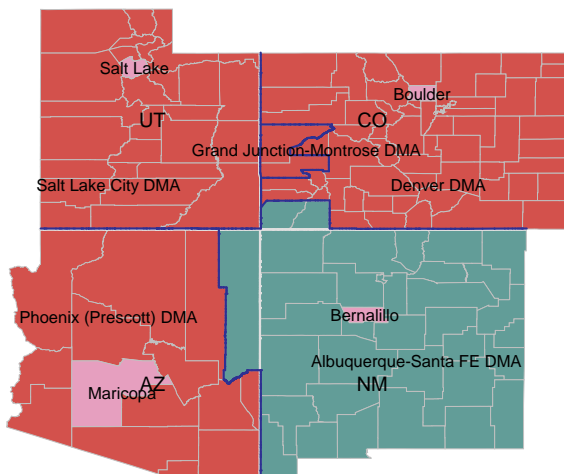 Salt Lake
Boulder
UT
CO
Grand Junction-Montrose DMA
Salt Lake City DMA
Denver DMA
Phoenix (Prescott) DMA
Bernalillo
Albuquerque-Santa FE DMA
Maricopa
AZ
NM